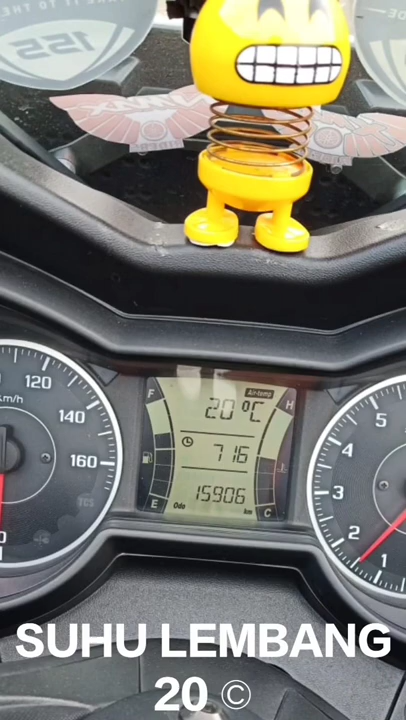 155
120
km/h
140
160
TCS
0
F
Air-temp
H
20 °C
7 16
15906
Odo
km
E
C
5
4
3
2
1
SUHU LEMBANG
20 ©